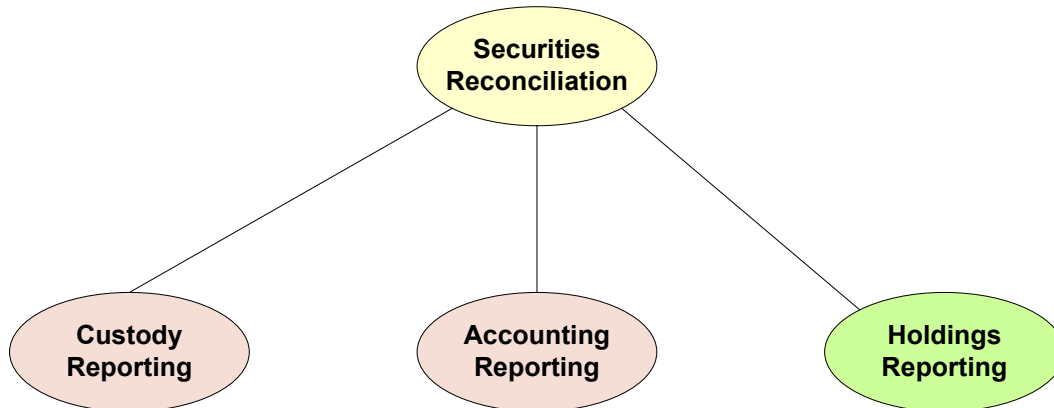 Securities
Reconciliation
Custody
Reporting
Accounting
Reporting
Holdings
Reporting